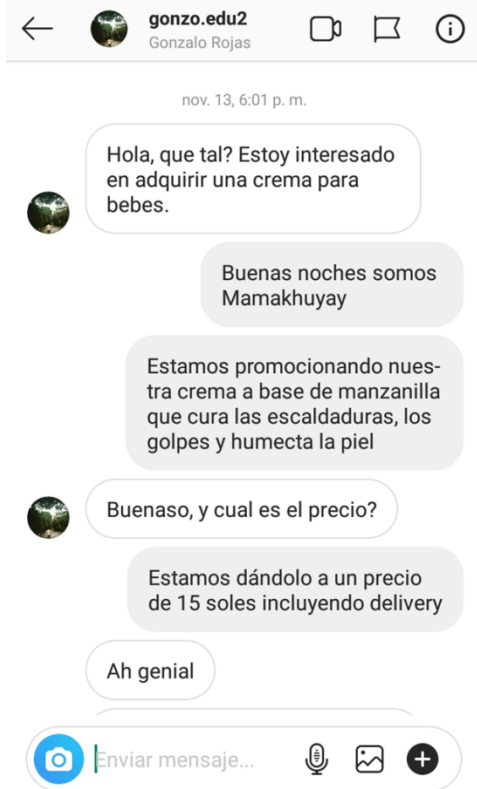 gonzo.edu2
Gonzalo Rojas
nov. 13, 6:01 p. m.
Hola, que tal? Estoy interesado
en adquirir una crema para
bebes.
Buenas noches somos
Mamakhuyay
Estamos promocionando nues-
tra crema a base de manzanilla
que cura las escaldaduras, los
golpes y humecta la piel
Buenaso, y cual es el precio?
Estamos dándolo a un precio
de 15 soles incluyendo delivery
Ah genial
Enviar mensaje...